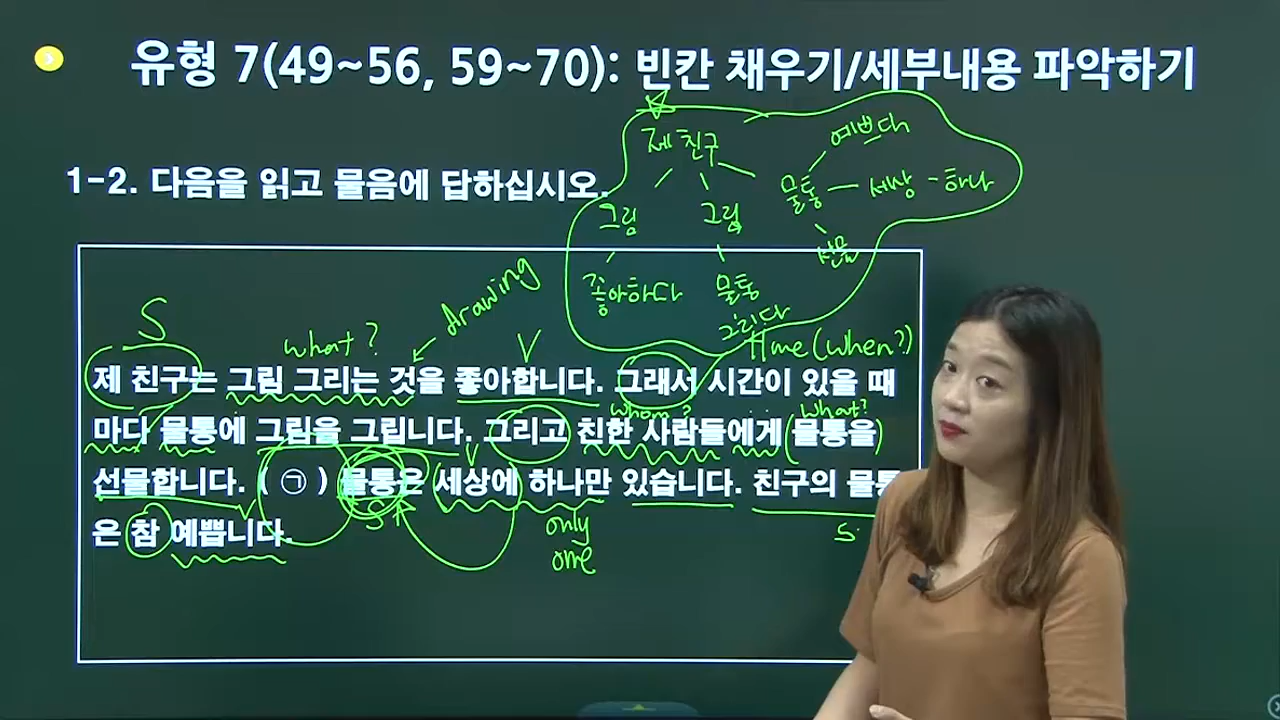 유형 7(49~56, 59~70): 빈칸 채우기/세부내용 파악하기
제 친구
예쁘다
1-2. 다음을 읽고 물음에 답하십시오.
물통 - 세상 - 하나
그림 그림
선물
좋아하다 물통
그리다
drawing
S
what? V Time(when?)
제 친구는 그림 그리는 것을 좋아합니다. 그래서 시간이 있을 때
whom? what?
마다 물통에 그림을 그립니다. 그리고 친한 사람들에게 물통을
선물합니다. ( ㉠ ) 물통은 세상에 하나만 있습니다. 친구의 물통
S only S
은 참 예쁩니다.
one